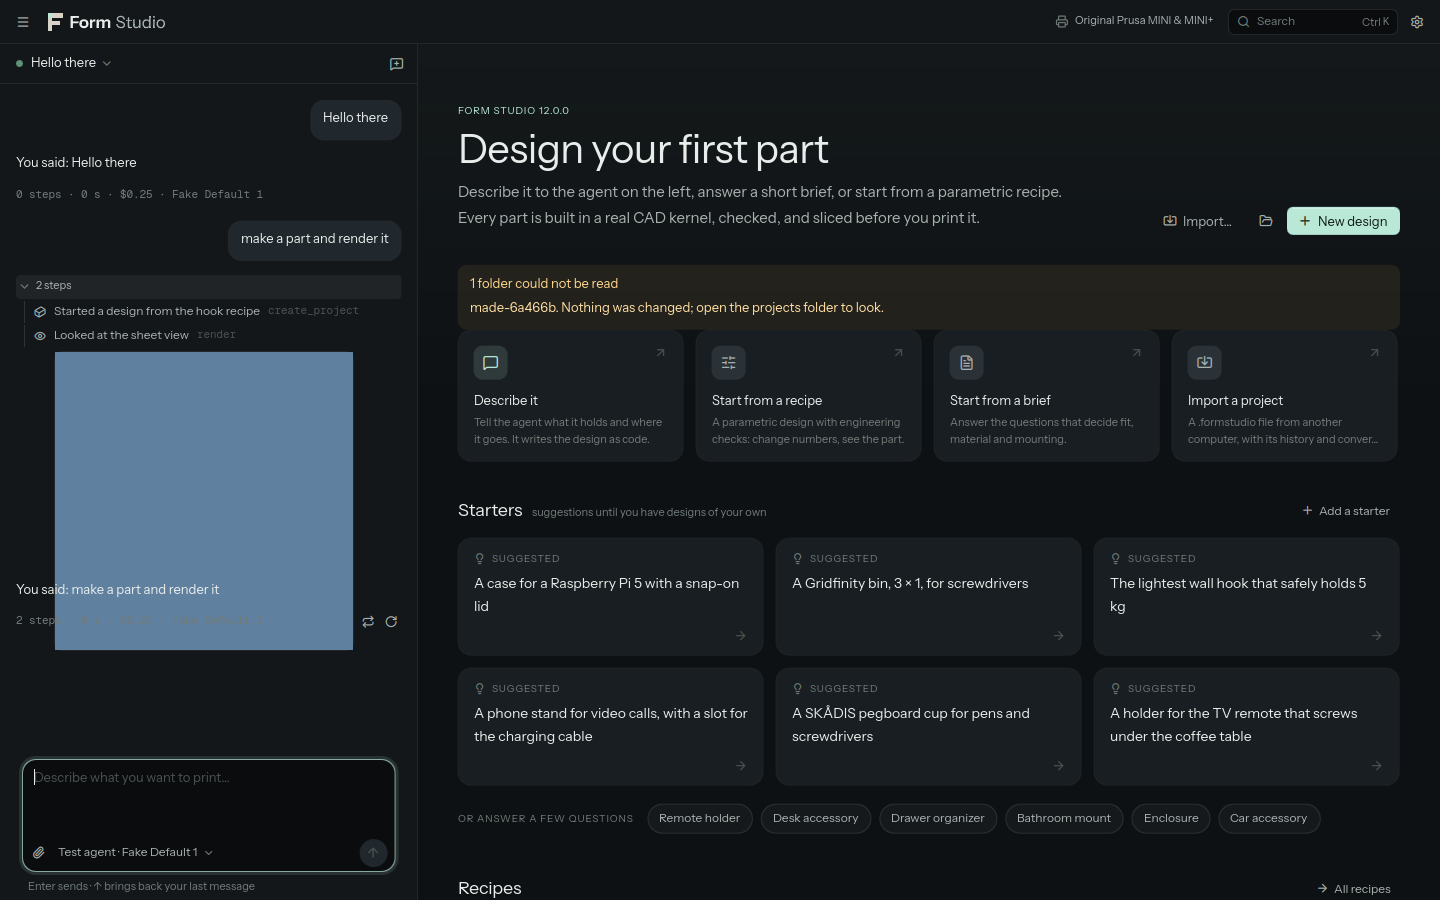 Form Studio
Original Prusa MINI & MINI+
Search
Ctrl K
Hello there
Hello there
You said: Hello there
0 steps · 0 s · $0.25 · Fake Default 1
make a part and render it
2 steps
Started a design from the hook recipe create_project
Looked at the sheet view render
You said: make a part and render it
2 step
Describe what you want to print...
Test agent · Fake Default 1
Enter sends · ↑ brings back your last message
FORM STUDIO 12.0.0
Design your first part
Describe it to the agent on the left, answer a short brief, or start from a parametric recipe.
Every part is built in a real CAD kernel, checked, and sliced before you print it.
Import...
New design
1 folder could not be read
made-6a466b. Nothing was changed; open the projects folder to look.
Describe it
Tell the agent what it holds and where
it goes. It writes the design as code.
Start from a recipe
A parametric design with engineering
checks: change numbers, see the part.
Start from a brief
Answer the questions that decide fit,
material and mounting.
Import a project
A .formstudio file from another
computer, with its history and conver...
Starters suggestions until you have designs of your own
Add a starter
SUGGESTED
A case for a Raspberry Pi 5 with a snap-on
lid
SUGGESTED
A Gridfinity bin, 3 × 1, for screwdrivers
SUGGESTED
The lightest wall hook that safely holds 5
kg
SUGGESTED
A phone stand for video calls, with a slot for
the charging cable
SUGGESTED
A SKÅDIS pegboard cup for pens and
screwdrivers
SUGGESTED
A holder for the TV remote that screws
under the coffee table
OR ANSWER A FEW QUESTIONS
Remote holder
Desk accessory
Drawer organizer
Bathroom mount
Enclosure
Car accessory
Recipes
All recipes